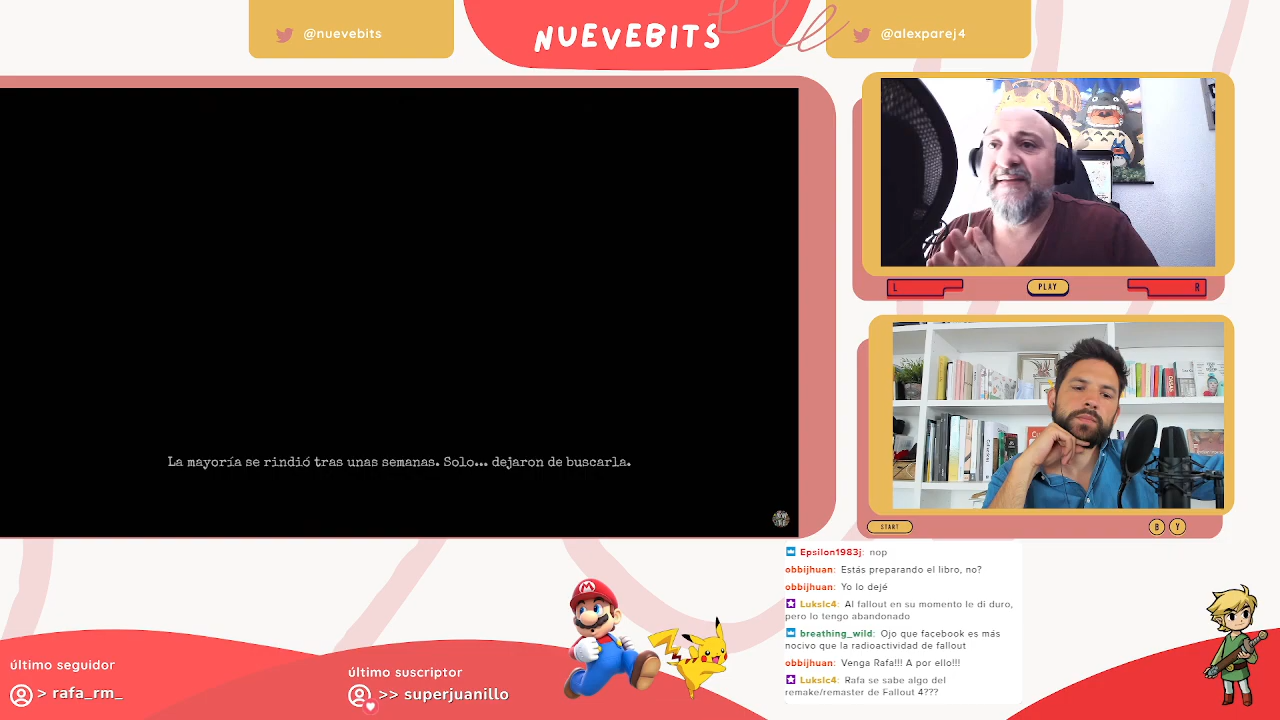 @nuevebits
NUEVEBITS
@alexparej4
L
PLAY
R
La mayoría se rindió tras unas semanas. Solo... dejaron de buscarla.
START
B
Y
Epsilon1983j: nop
obbijhuan: Estás preparando el libro, no?
obbijhuan: Yo lo dejé
Lukslc4: Al fallout en su momento le di duro,
pero lo tengo abandonado
breathing_wild: Ojo que facebook es más
nocivo que la radioactividad de fallout
obbijhuan: Venga Rafa!!! A por ello!!!
Lukslc4: Rafa se sabe algo del
remake/remaster de Fallout 4???
último seguidor
> rafa_rm_
último suscriptor
>> superjuanillo